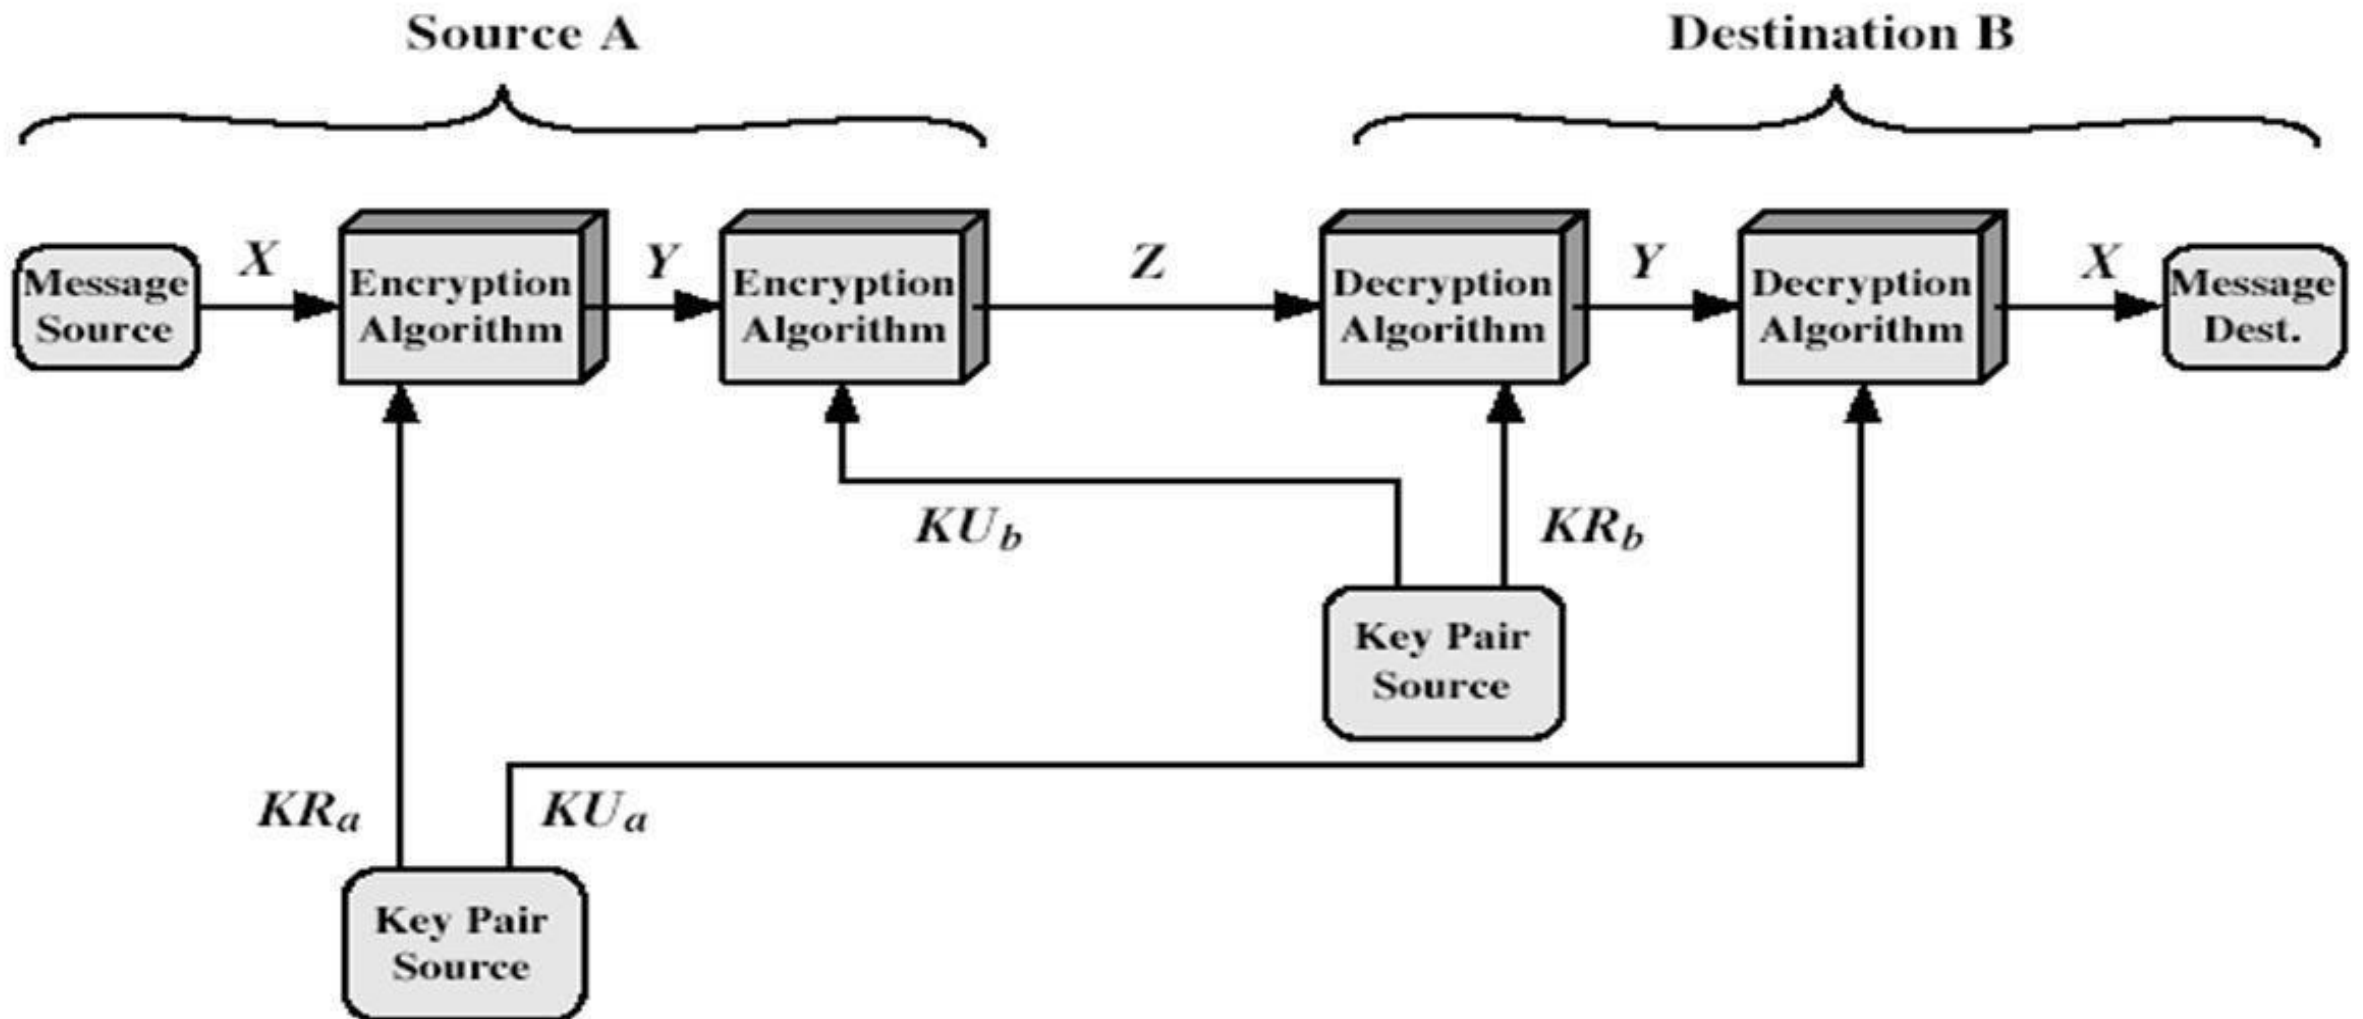 Source A
Destination B
X
Y
Z
Y
X
Message
Source
Encryption
Algorithm
Encryption
Algorithm
Decryption
Algorithm
Decryption
Algorithm
Message
Dest.
KUb
KRb
Key Pair
Source
KRa
KUa
Key Pair
Source